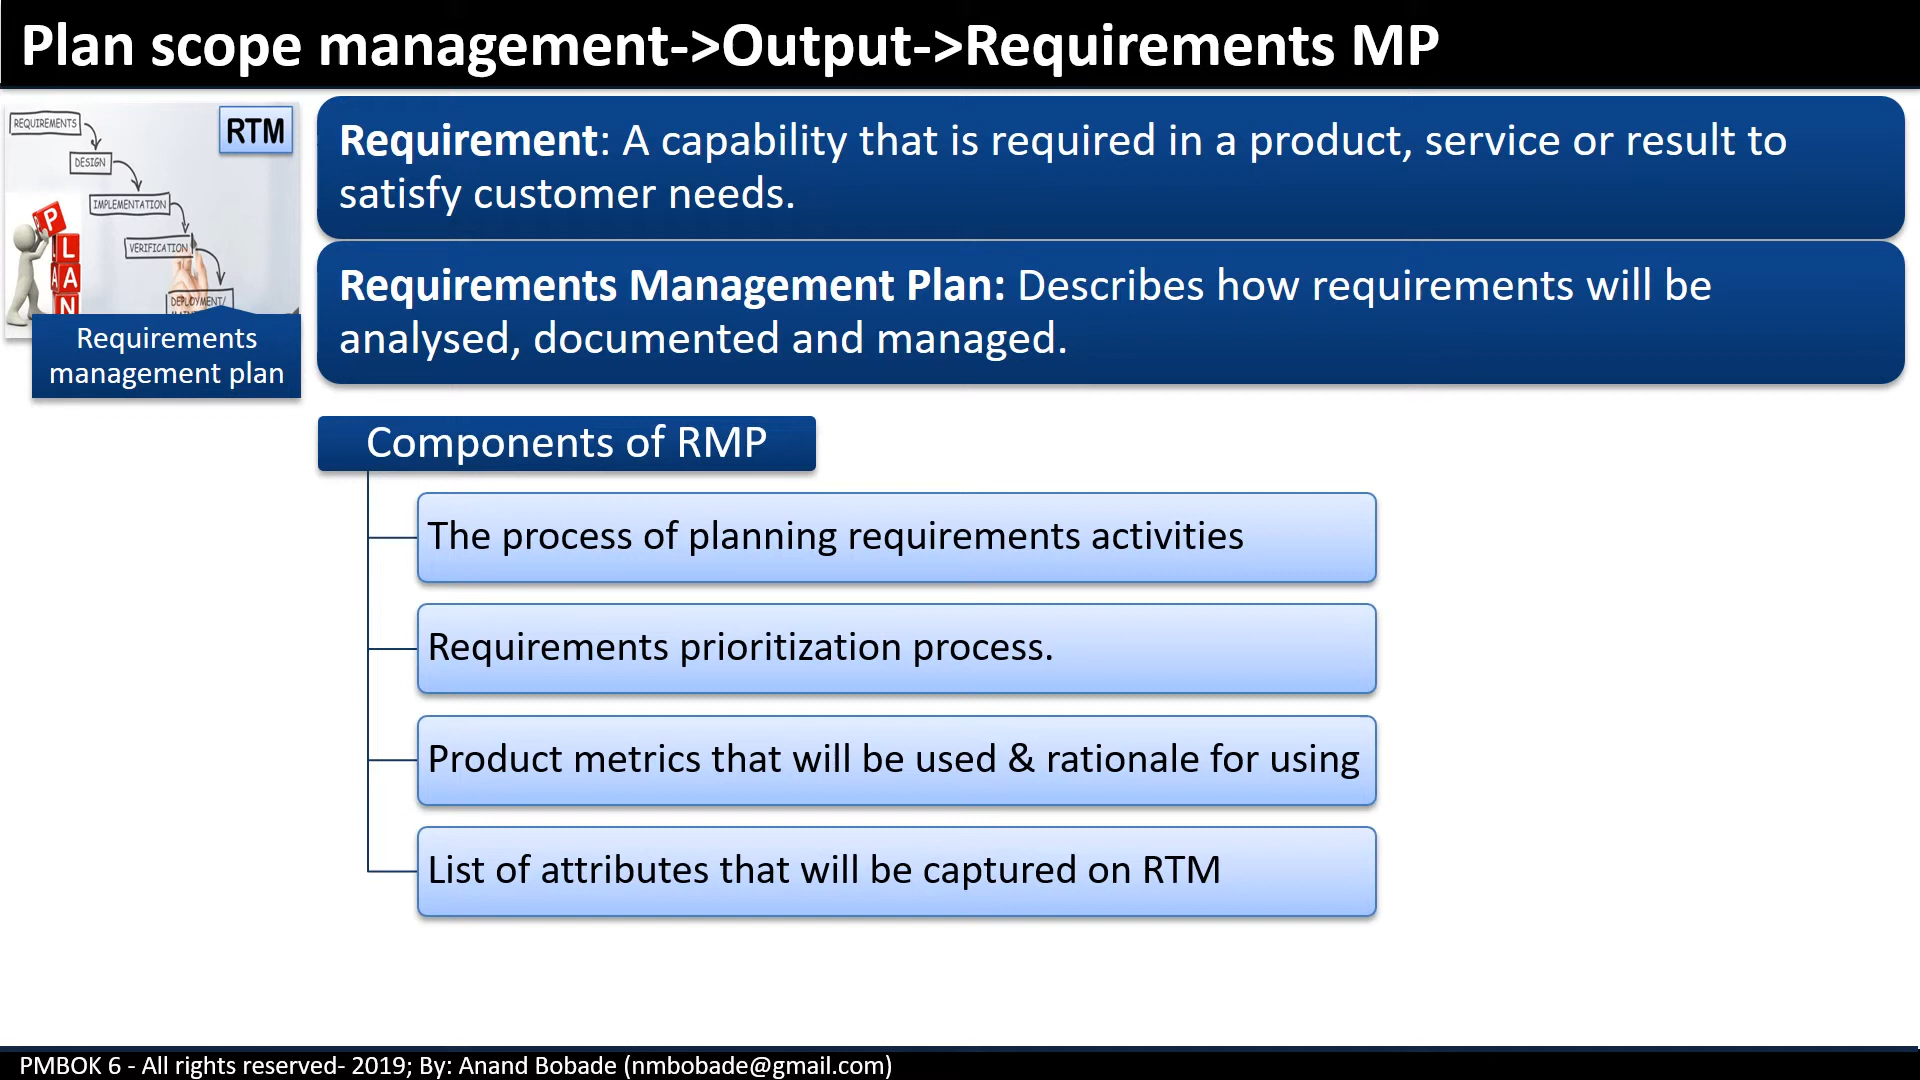 Plan scope management->Output->Requirements MP
REQUIREMENTS
DESIGN
IMPLEMENTATION
VERIFICATION
DEPLOYMENT/
RTM
P
L
A
A
N
Requirements
management plan
Requirement: A capability that is required in a product, service or result to
satisfy customer needs.
Requirements Management Plan: Describes how requirements will be
analysed, documented and managed.
Components of RMP
The process of planning requirements activities
Requirements prioritization process.
Product metrics that will be used & rationale for using
List of attributes that will be captured on RTM
PMBOK 6 - All rights reserved- 2019; By: Anand Bobade (nmbobade@gmail.com)